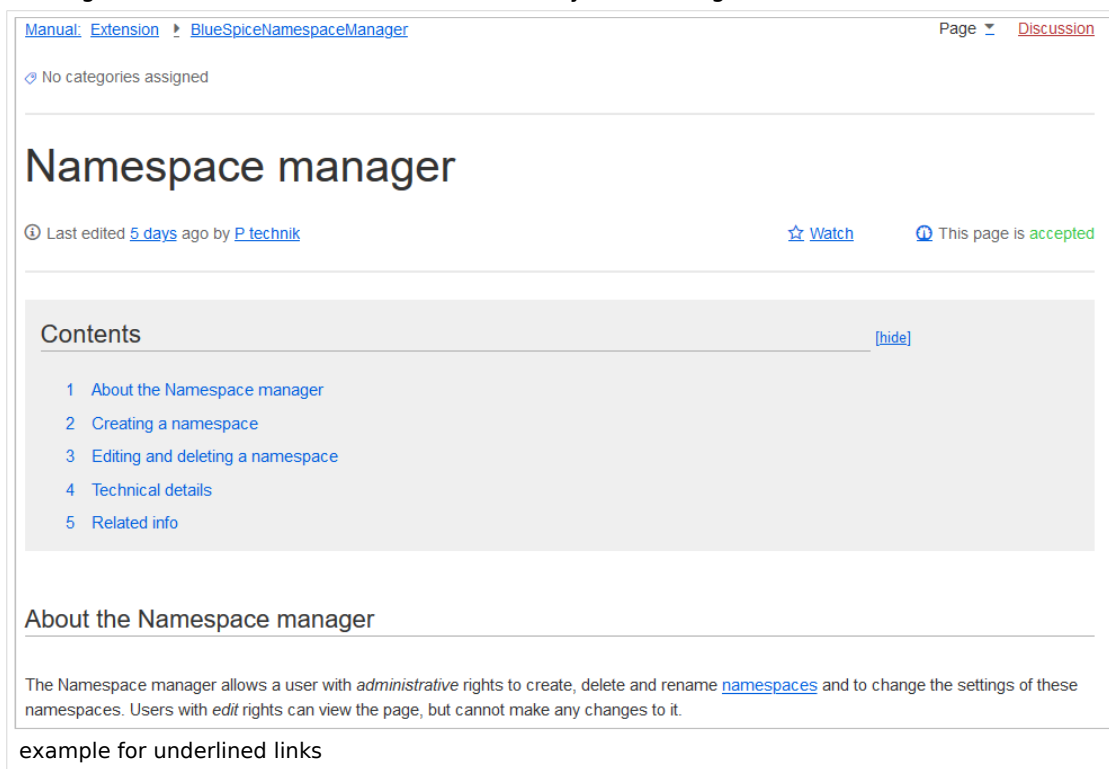 Manual: Extension BlueSpiceNamespaceManager Page Discussion
No categories assigned
Namespace manager
Last edited 5 days ago by P technik Watch This page is accepted
Contents [hide]
1 About the Namespace manager
2 Creating a namespace
3 Editing and deleting a namespace
4 Technical details
5 Related info
About the Namespace manager
The Namespace manager allows a user with administrative rights to create, delete and rename namespaces and to change the settings of these
namespaces. Users with edit rights can view the page, but cannot make any changes to it.
example for underlined links